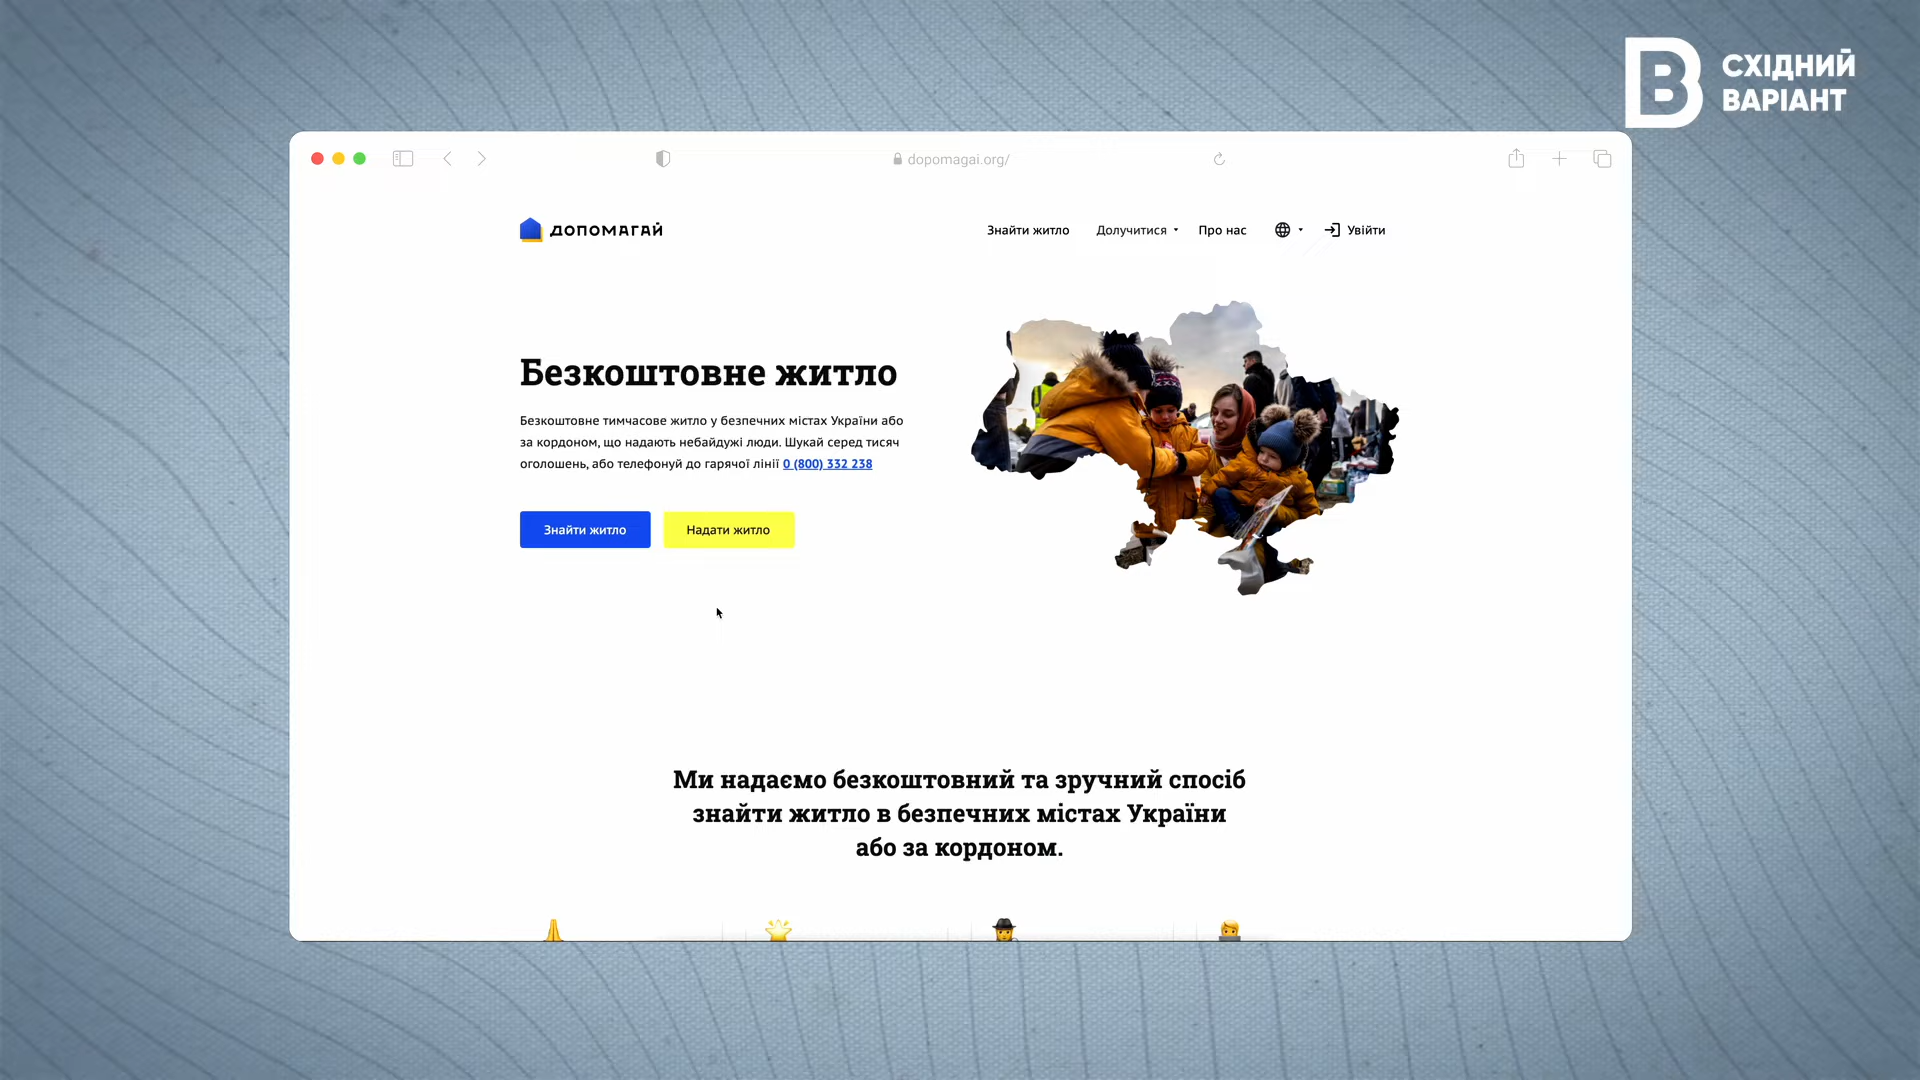 СХІДНИЙ
ВАРІАНТ
dopomagai.org/
ДОПОМАГАЙ
Знайти житло
Долучитися
Про нас
Увійти
Безкоштовне житло
Безкоштовне тимчасове житло у безпечних містах України або
за кордоном, що надають небайдужі люди. Шукай серед тисяч
оголошень, або телефонуй до гарячої лінії 0 (800) 332 238
Знайти житло
Надати житло
Ми надаємо безкоштовний та зручний спосіб
знайти житло в безпечних містах України
або за кордоном.